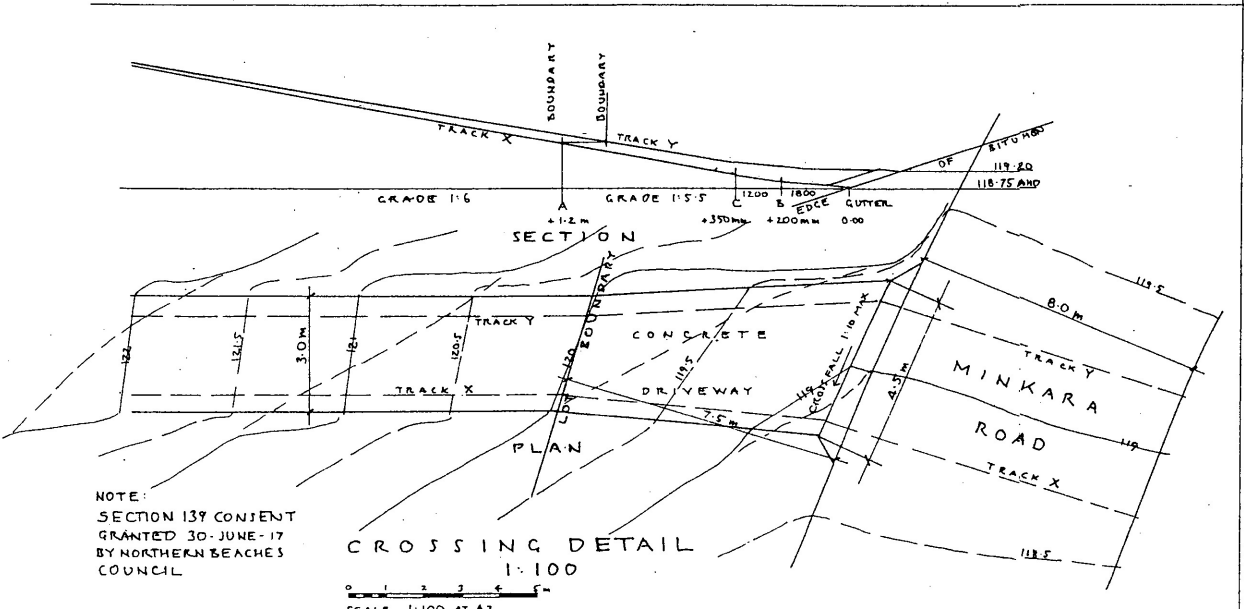 BOUNDARY
BOUNDARY
TRACK X
TRACK Y
OF BITUMEN
119.20
118.75 AHD
GRADE 1:6
GRADE 1:5.5
1200
1800
EDGE
A
C
B
GUTTER
+1.2 m
+350mm
+200mm
0.00
SECTION
122
121.5
3.0m
121
120.5
TRACK Y
TRACK X
LOT
120
BOUNDARY
CONCRETE
DRIVEWAY
119.5
119
CROSSFALL 1:10 MAX
4.5m
7.5m
PLAN
119.5
8.0m
TRACK Y
MINKARA
ROAD
119
TRACK X
118.5
NOTE:
SECTION 139 CONSENT
GRANTED 30-JUNE-17
BY NORTHERN BEACHES
COUNCIL
CROSSING DETAIL
1:100
0 1 2 3 4 5m
SCALE 1:100 AT A3